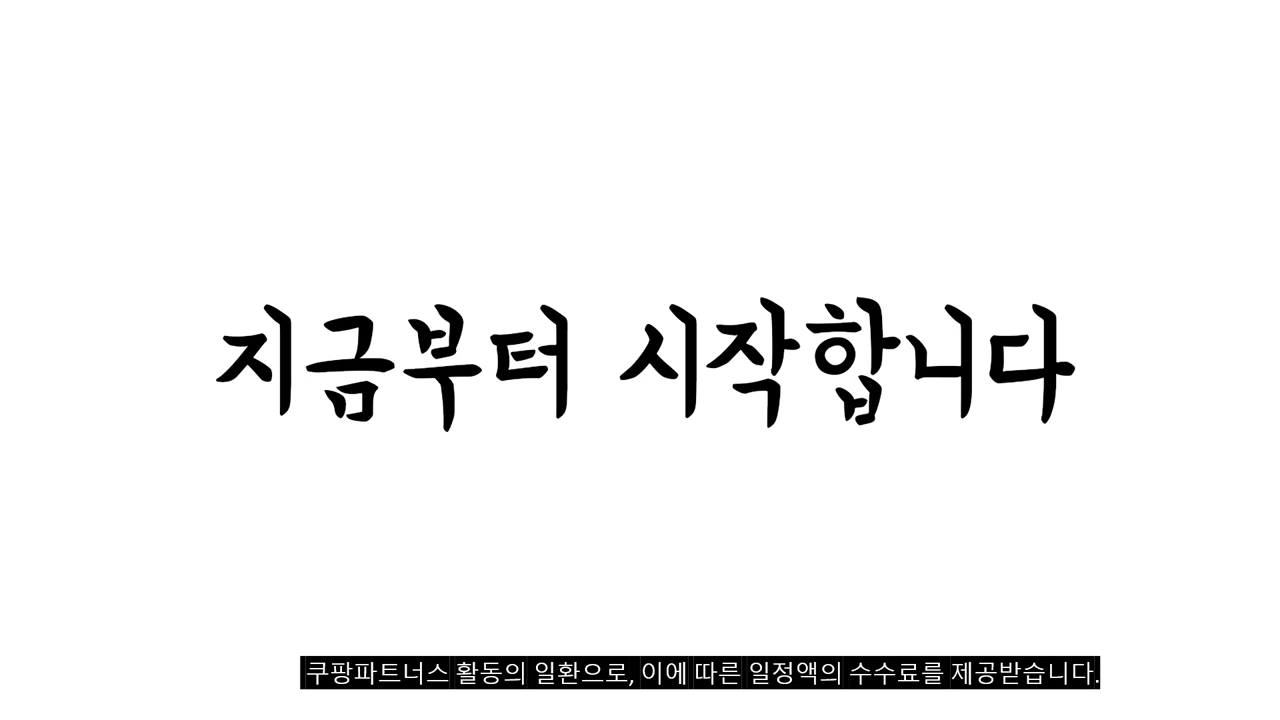 지금부터 시작합니다
쿠팡파트너스 활동의 일환으로, 이에 따른 일정액의 수수료를 제공받습니다.